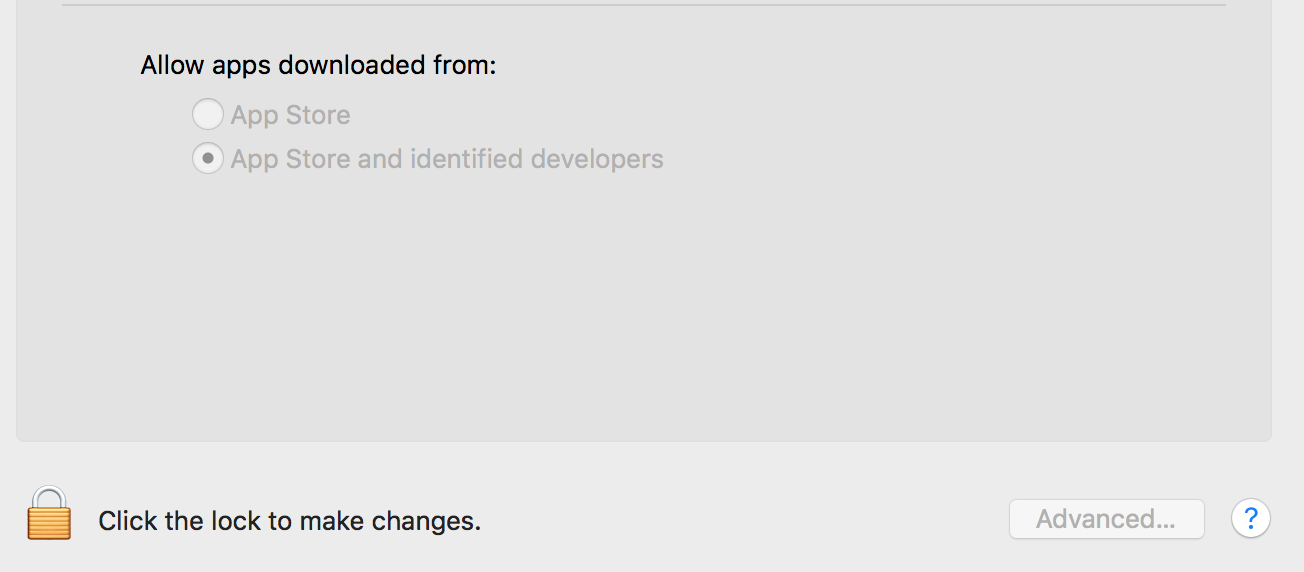 Allow apps downloaded from:
App Store
App Store and identified developers
Click the lock to make changes.
Advanced...
?